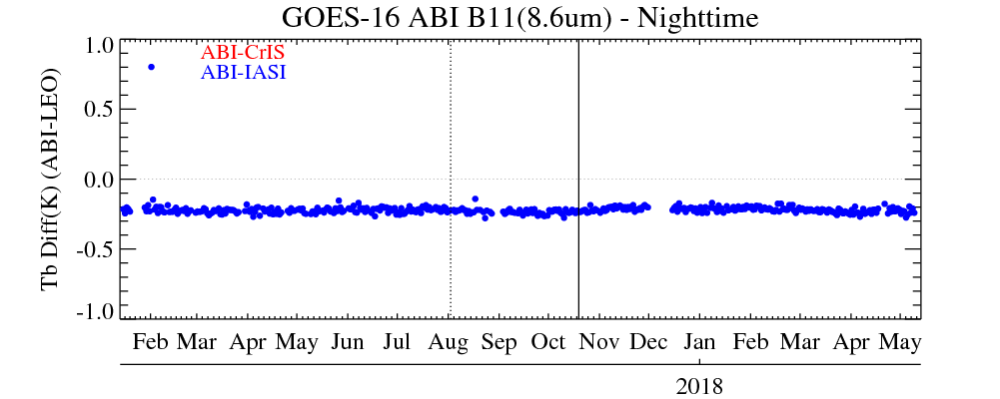 GOES-16 ABI B11(8.6um) - Nighttime
Tb Diff(K) (ABI-LEO)
1.0
0.5
0.0
-0.5
-1.0
ABI-CrIS
ABI-IASI
Feb Mar Apr May Jun Jul Aug Sep Oct Nov Dec Jan Feb Mar Apr May
2018